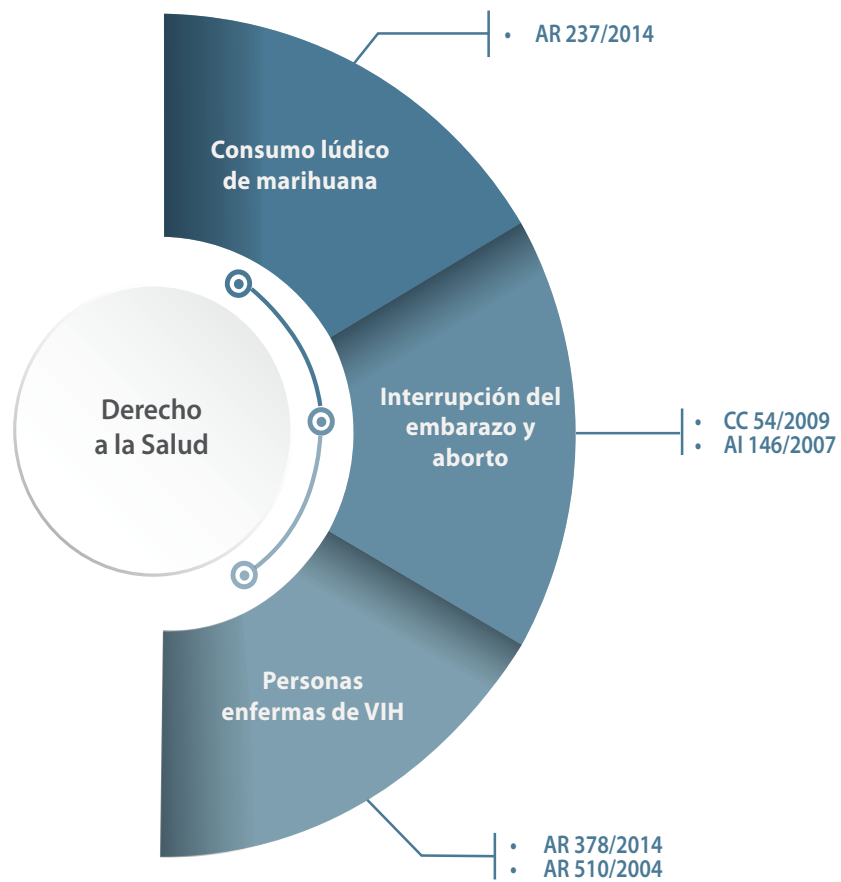 Derecho
a la Salud
Consumo lúdico
de marihuana
• AR 237/2014
Interrupción del
embarazo y
aborto
• CC 54/2009
• AI 146/2007
Personas
enfermas de VIH
• AR 378/2014
• AR 510/2004